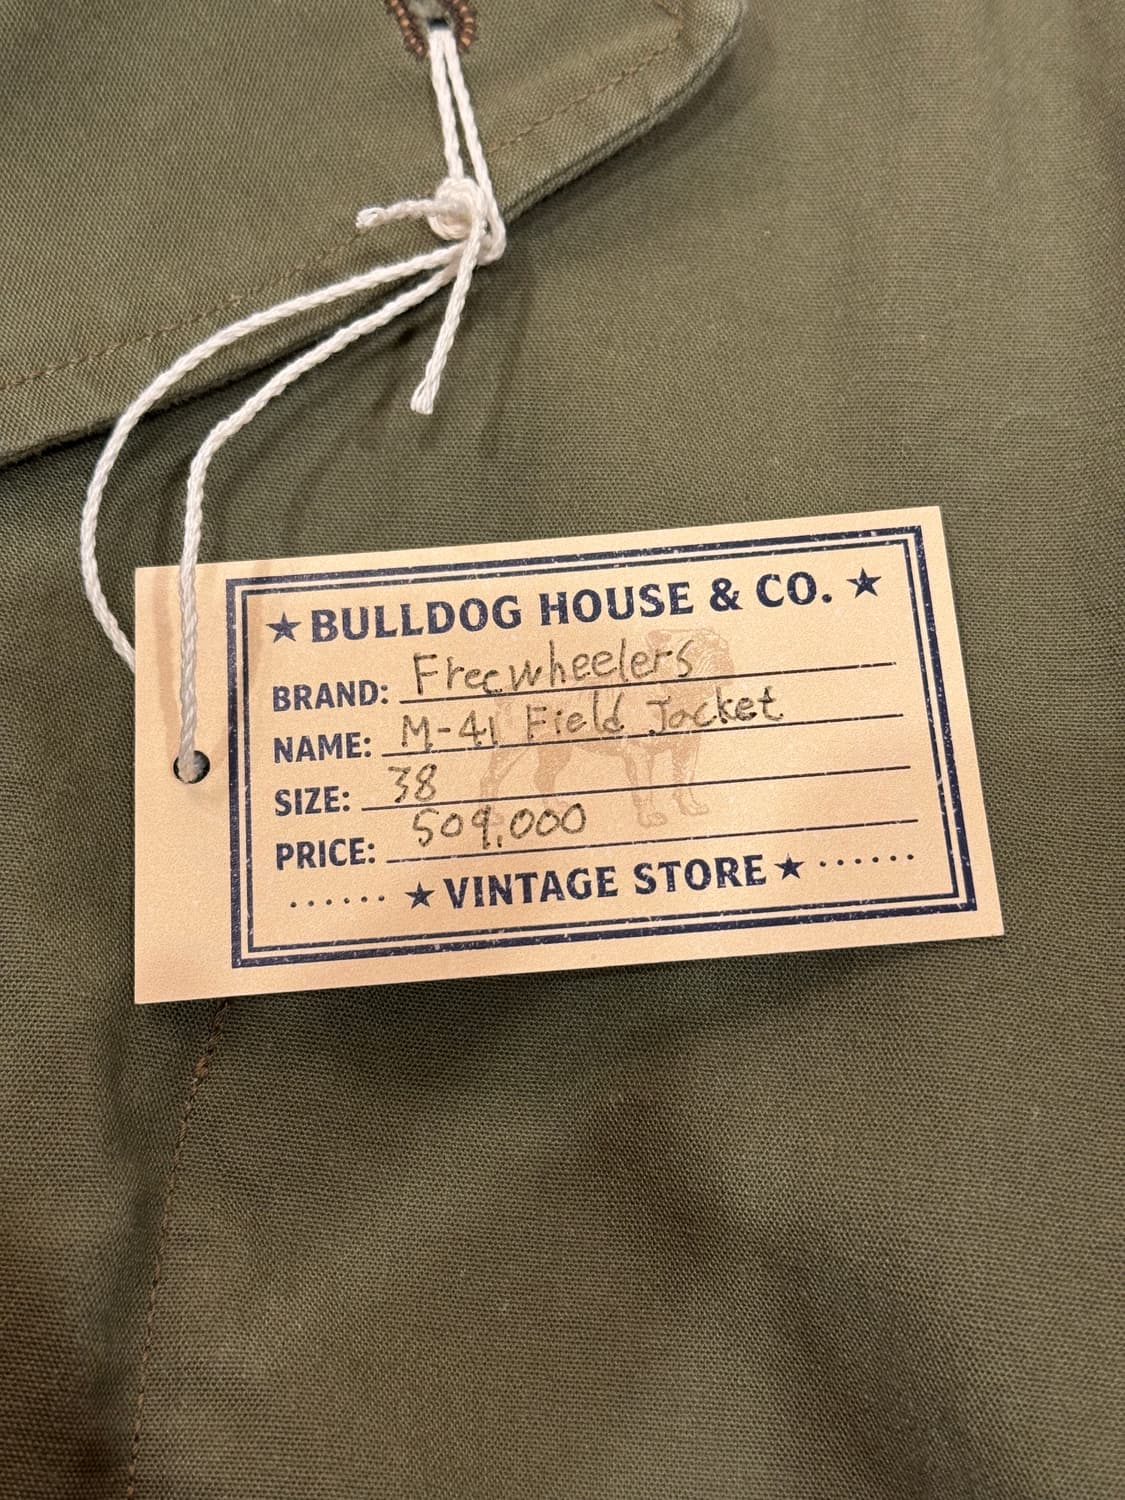 ★ BULLDOG HOUSE & CO. ★
BRAND: Freewheelers
NAME: M-41 Field Jacket
SIZE: 38
PRICE: 509,000
...... ★ VINTAGE STORE ★ ......